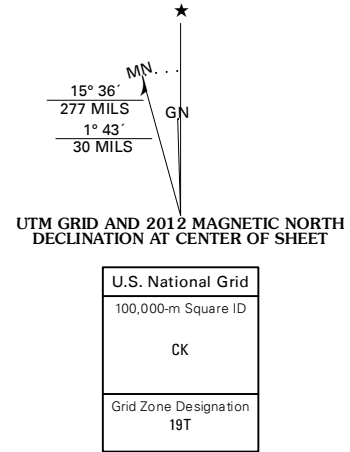 ★
MN
15° 36´
277 MILS
GN
1° 43´
30 MILS
UTM GRID AND 2012 MAGNETIC NORTH
DECLINATION AT CENTER OF SHEET
U.S. National Grid
100,000-m Square ID
CK
Grid Zone Designation
19T